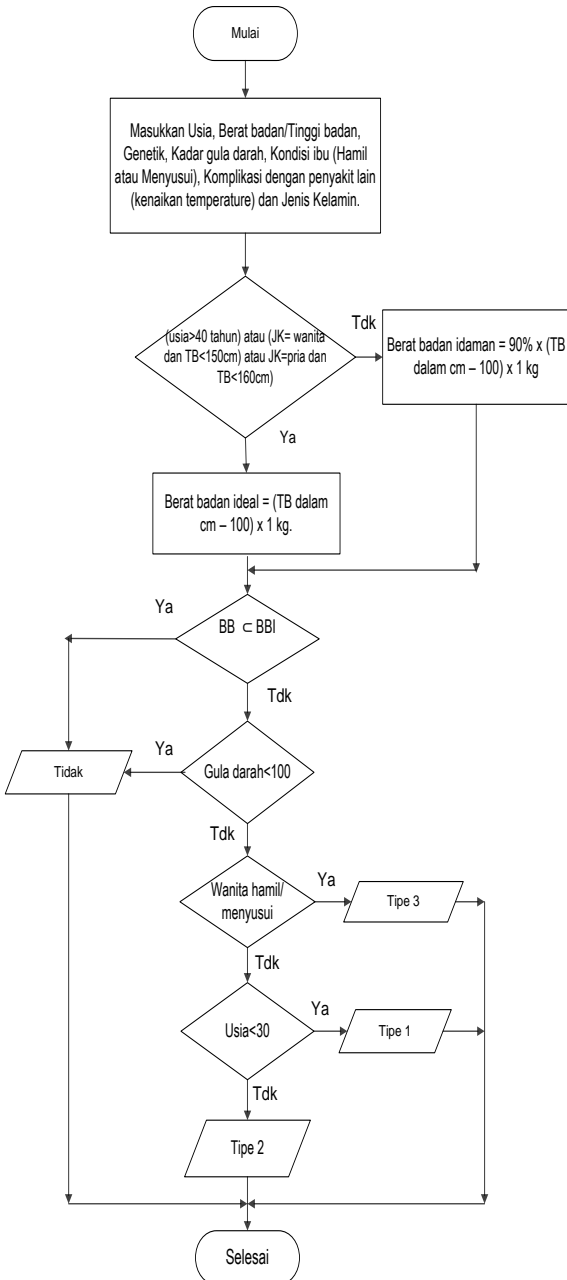 Mulai
Masukkan Usia, Berat badan/Tinggi badan,
Genetik, Kadar gula darah, Kondisi ibu (Hamil
atau Menyusui), Komplikasi dengan penyakit lain
(kenaikan temperature) dan Jenis Kelamin.
(usia>40 tahun) atau (JK= wanita
dan TB<150cm) atau JK=pria dan
TB<160cm)
Tdk
Berat badan idaman = 90% x (TB
dalam cm – 100) x 1 kg
Ya
Berat badan ideal = (TB dalam
cm – 100) x 1 kg.
Ya
BB ⊂ BBI
Tdk
Ya
Tidak
Gula darah<100
Tdk
Wanita hamil/
menyusui
Ya
Tipe 3
Tdk
Usia<30
Ya
Tipe 1
Tdk
Tipe 2
Selesai